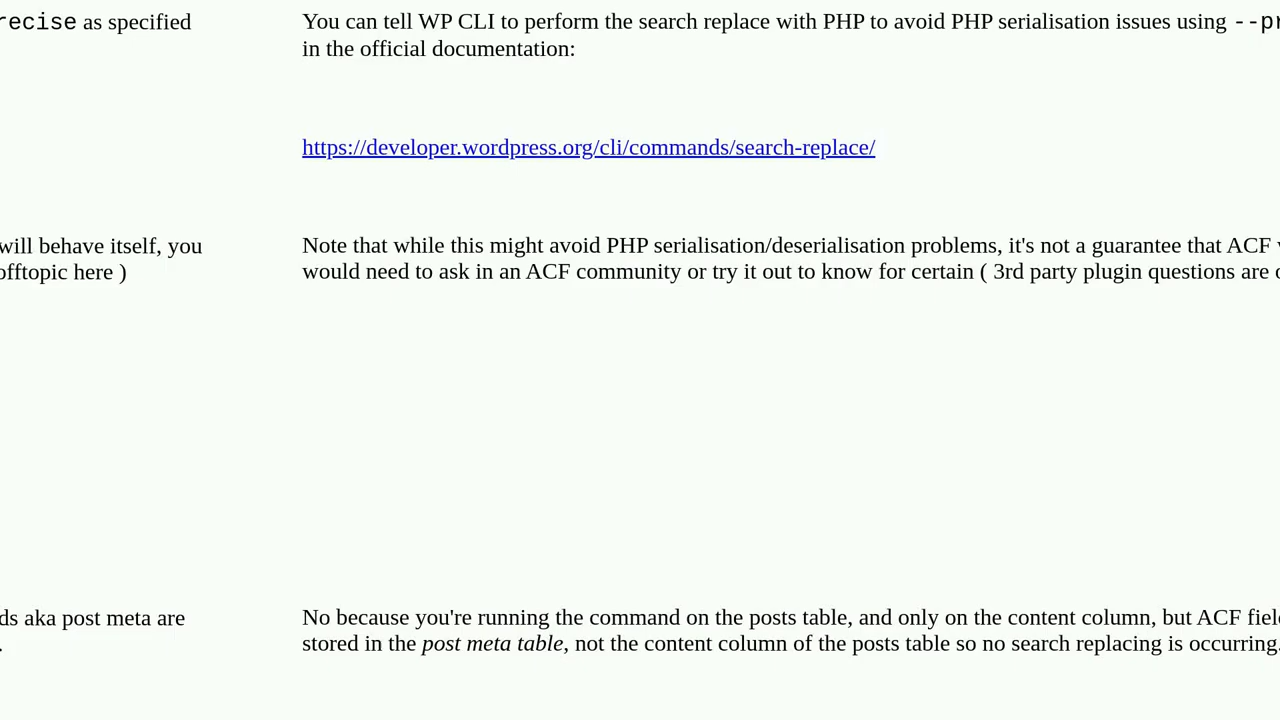 recise as specified
You can tell WP CLI to perform the search replace with PHP to avoid PHP serialisation issues using --pr
in the official documentation:
https://developer.wordpress.org/cli/commands/search-replace/
will behave itself, you
offtopic here )
Note that while this might avoid PHP serialisation/deserialisation problems, it's not a guarantee that ACF
would need to ask in an ACF community or try it out to know for certain ( 3rd party plugin questions are
ds aka post meta are
.
No because you're running the command on the posts table, and only on the content column, but ACF fiel
stored in the post meta table, not the content column of the posts table so no search replacing is occurring.